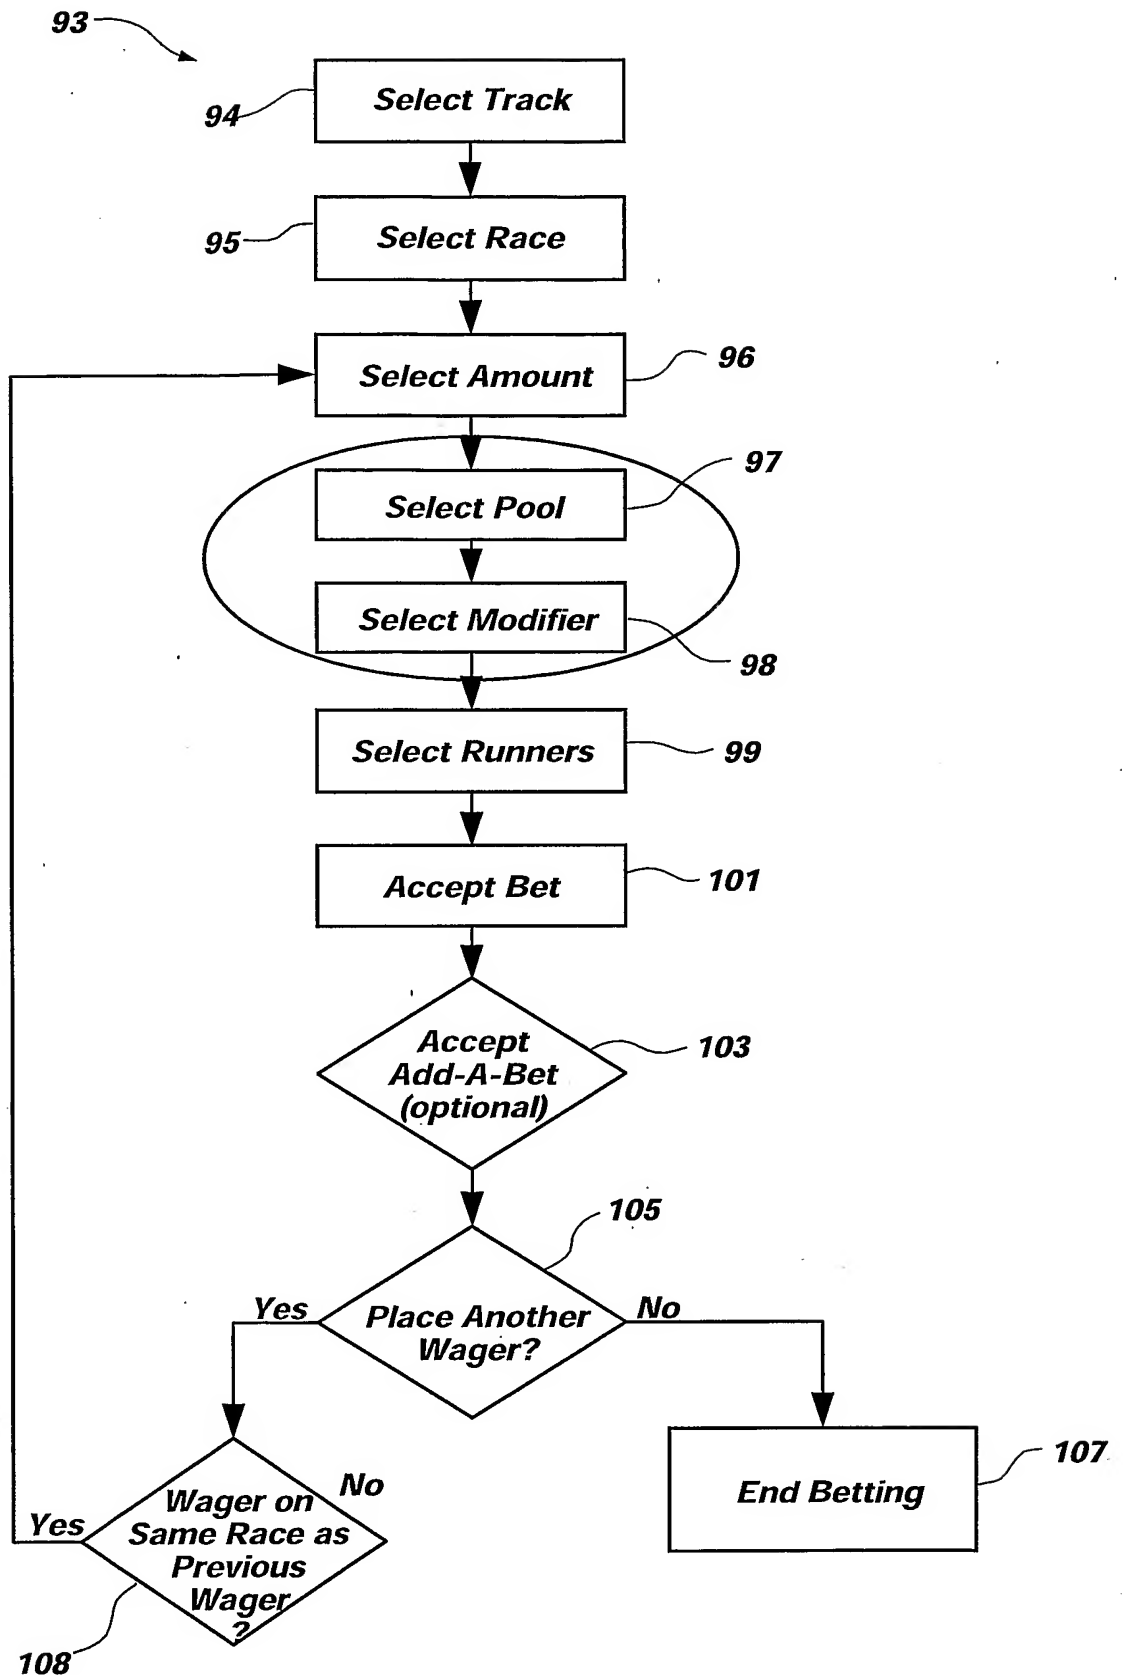 93
Select Track
94
Select Race
95
Select Amount
96
Select Pool
97
Select Modifier
98
Select Runners
99
Accept Bet
101
Accept
Add-A-Bet
(optional)
103
105
Place Another
Wager?
Yes
No
End Betting
107
Wager on
Same Race as
Previous
Wager
?
No
Yes
108